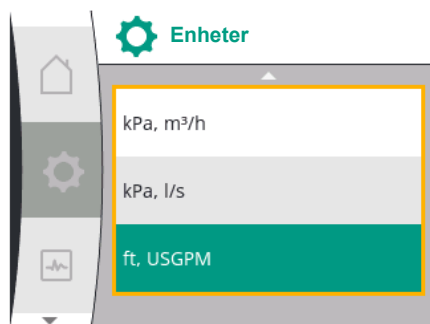 Enheter
kPa, m³/h
kPa, l/s
ft, USGPM